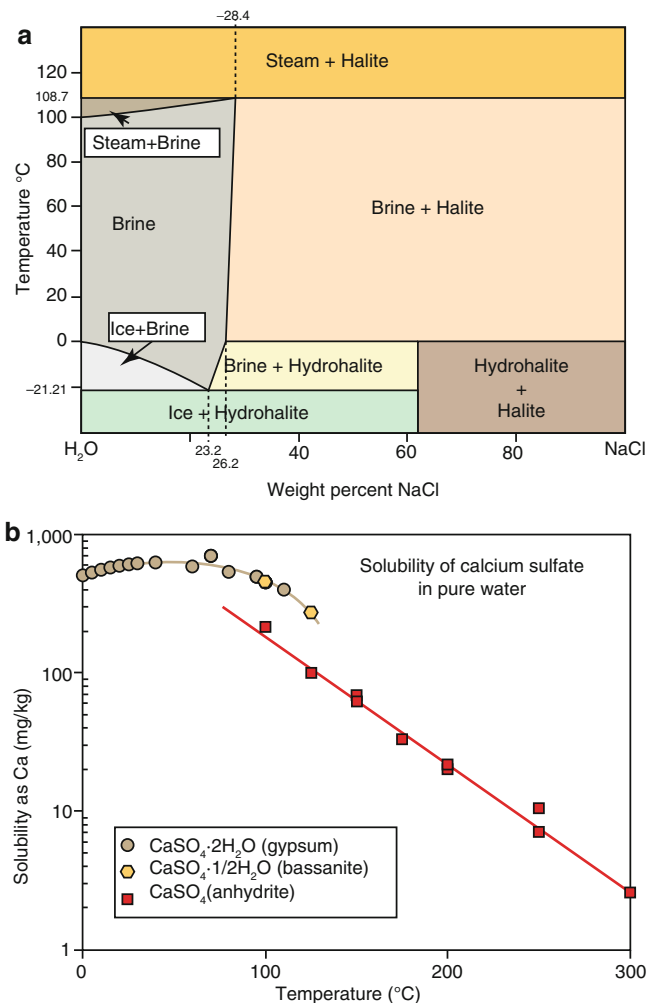 a
–28.4
Steam + Halite
120
108.7
100
Steam+Brine
80
Temperature °C
60
Brine + Halite
Brine
40
20
Ice+Brine
0
Brine + Hydrohalite
Hydrohalite
+
Halite
–21.21
Ice + Hydrohalite
H2O
23.2
26.2
40
60
80
NaCl
Weight percent NaCl
b
1,000
Solubility of calcium sulfate
in pure water
100
Solubility as Ca (mg/kg)
10
CaSO4·2H2O (gypsum)
CaSO4·1/2H2O (bassanite)
CaSO4(anhydrite)
1
0
100
200
300
Temperature (°C)